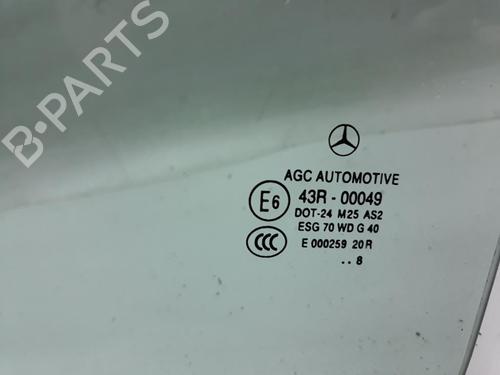 B-PARTS
AGC AUTOMOTIVE
E6 43R - 00049
DOT-24 M25 AS2
ESG 70 WD G 40
CCC E 000259 20 R
.. 8